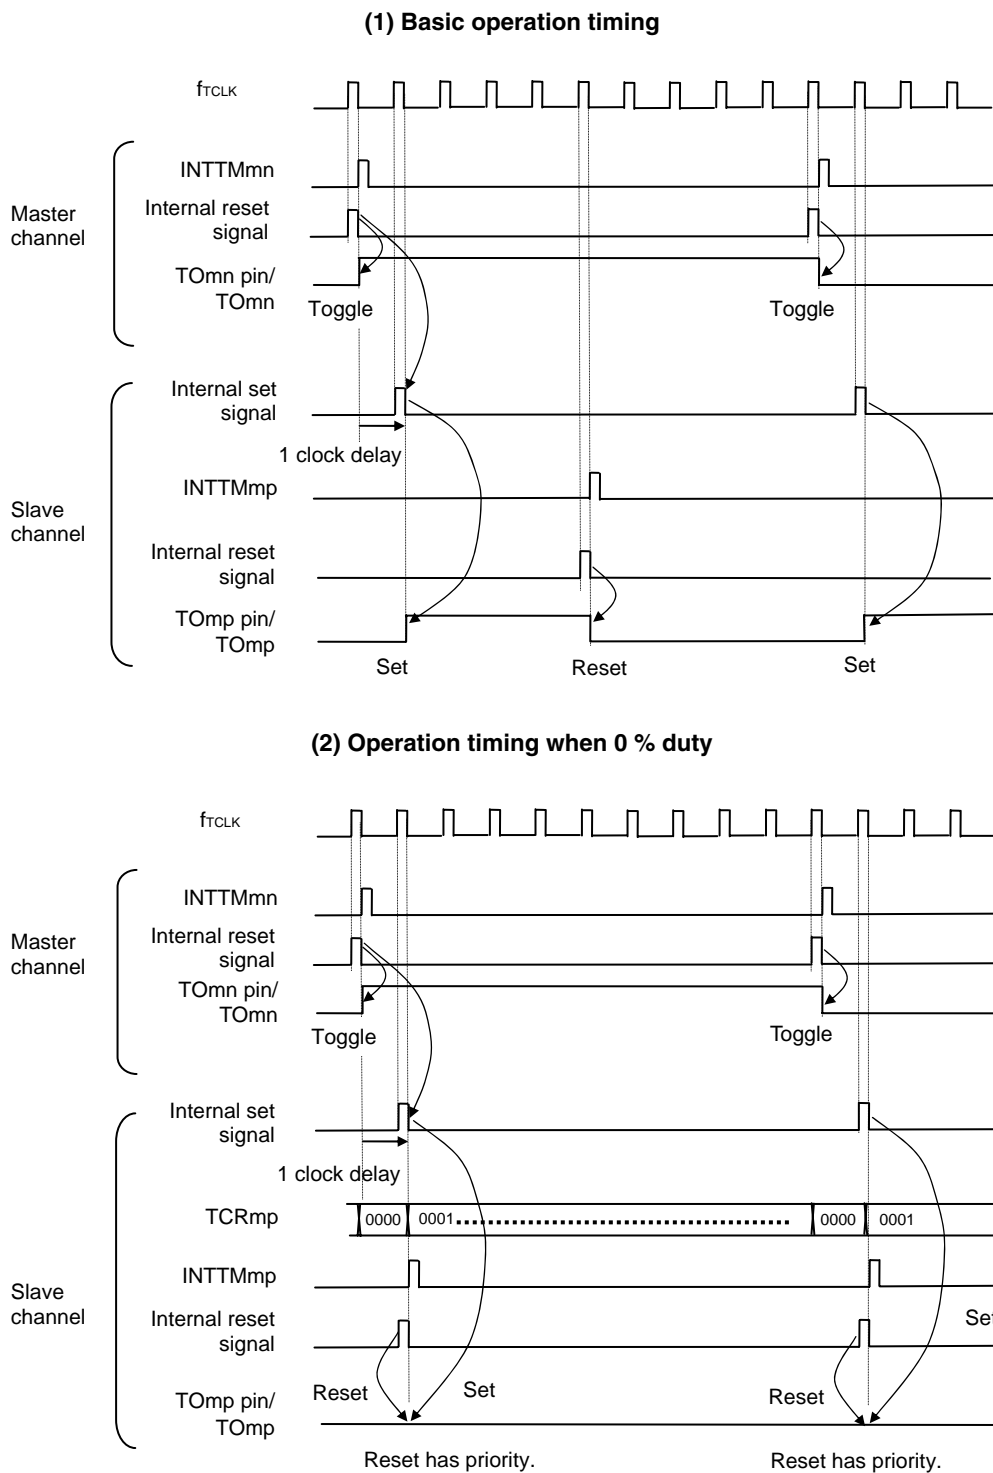 (1) Basic operation timing
fTCLK
INTTMmn
Internal reset
signal
Master
channel
TOmn pin/
TOmn
Toggle
Toggle
Internal set
signal
1 clock delay
INTTMmp
Slave
channel
Internal reset
signal
TOmp pin/
TOmp
Set
Reset
Set
(2) Operation timing when 0 % duty
fTCLK
INTTMmn
Master
channel
Internal reset
signal
TOmn pin/
TOmn
Toggle
Toggle
Internal set
signal
1 clock delay
TCRmp
0000
0001
0000
0001
INTTMmp
Slave
channel
Internal reset
signal
Set
Reset
Set
Reset
TOmp pin/
TOmp
Reset has priority.
Reset has priority.